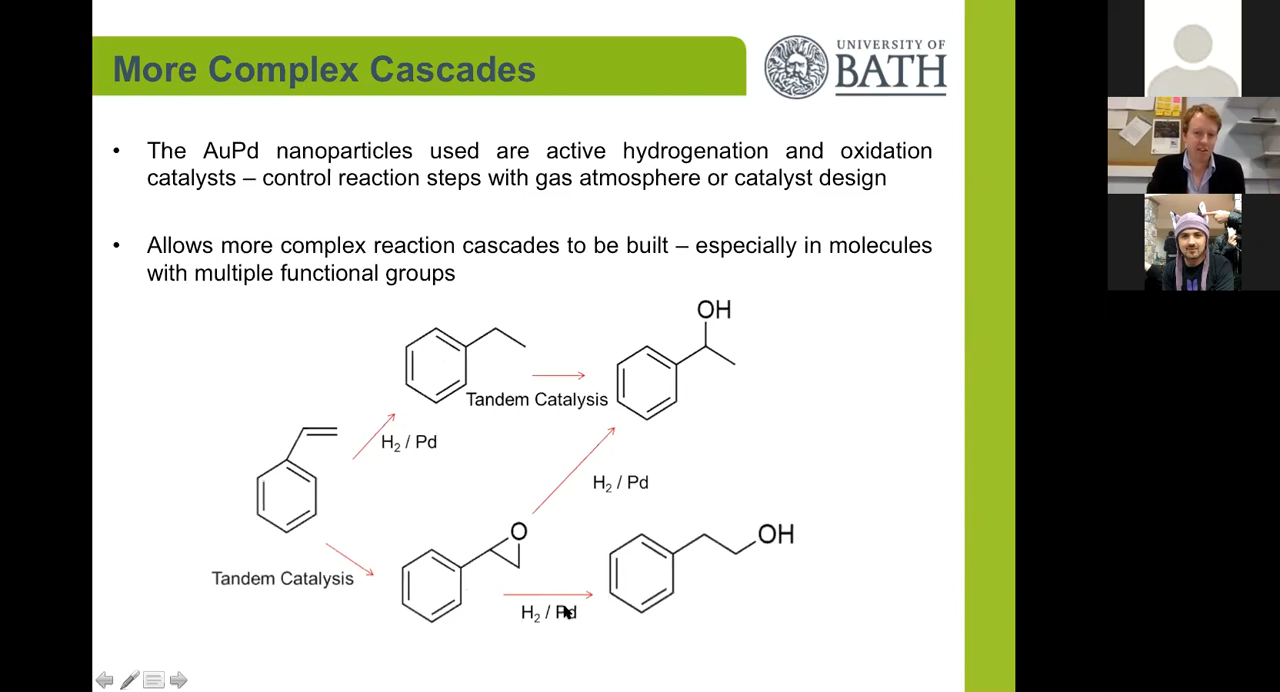 More Complex Cascades
UNIVERSITY OF
BATH
• The AuPd nanoparticles used are active hydrogenation and oxidation
catalysts – control reaction steps with gas atmosphere or catalyst design
• Allows more complex reaction cascades to be built – especially in molecules
with multiple functional groups
OH
Tandem Catalysis
H₂ / Pd
H₂ / Pd
O
OH
Tandem Catalysis
H₂ / Pd